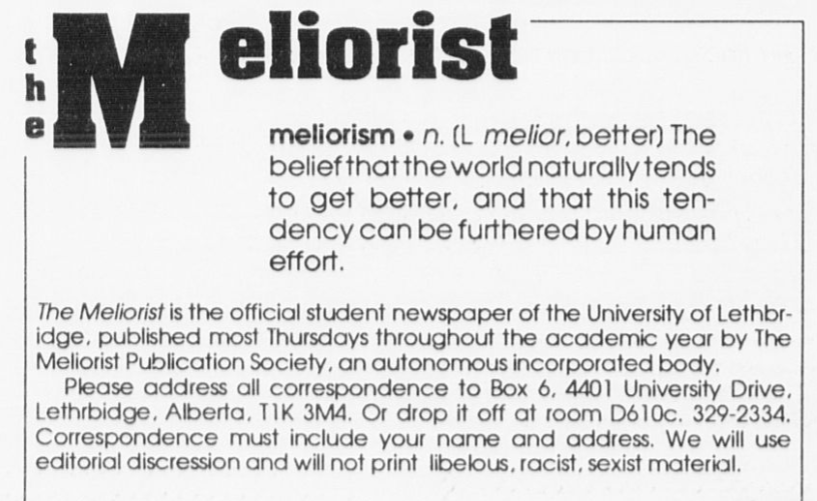 the Meliorist
meliorism • n. (L melior, better) The
belief that the world naturally tends
to get better, and that this ten-
dency can be furthered by human
effort.
The Meliorist is the official student newspaper of the University of Lethbr-
idge, published most Thursdays throughout the academic year by The
Meliorist Publication Society, an autonomous incorporated body.
Please address all correspondence to Box 6, 4401 University Drive,
Lethrbidge, Alberta, T1K 3M4. Or drop it off at room D610c. 329-2334.
Correspondence must include your name and address. We will use
editorial discression and will not print libelous, racist, sexist material.